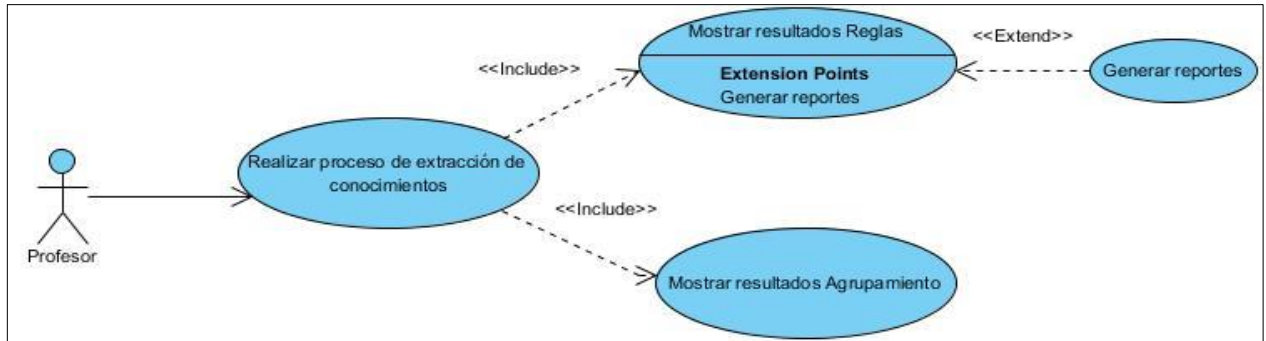 Mostrar resultados Reglas
<<Extend>>
<<Include>>
Extension Points
Generar reportes
Generar reportes
Realizar proceso de extracción de
conocimientos
<<Include>>
Profesor
Mostrar resultados Agrupamiento